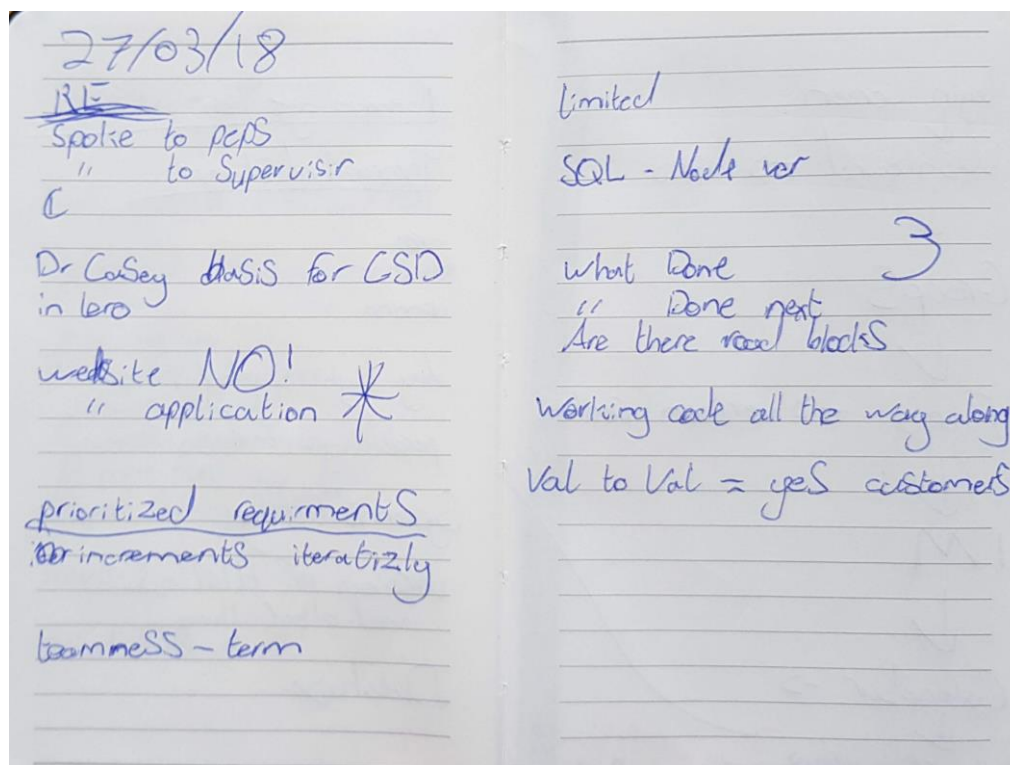 27/03/18
Spoke to peps
" to Supervisir
C
Dr Casey basis for GSD
in lero
website NO!
" application *
prioritized requirments
increments iteratizly
teamness - term
limited
SQL - Node ver
3
What Done
" Done next
Are there road blocks
Working code all the way along
Val to Val = yes customers